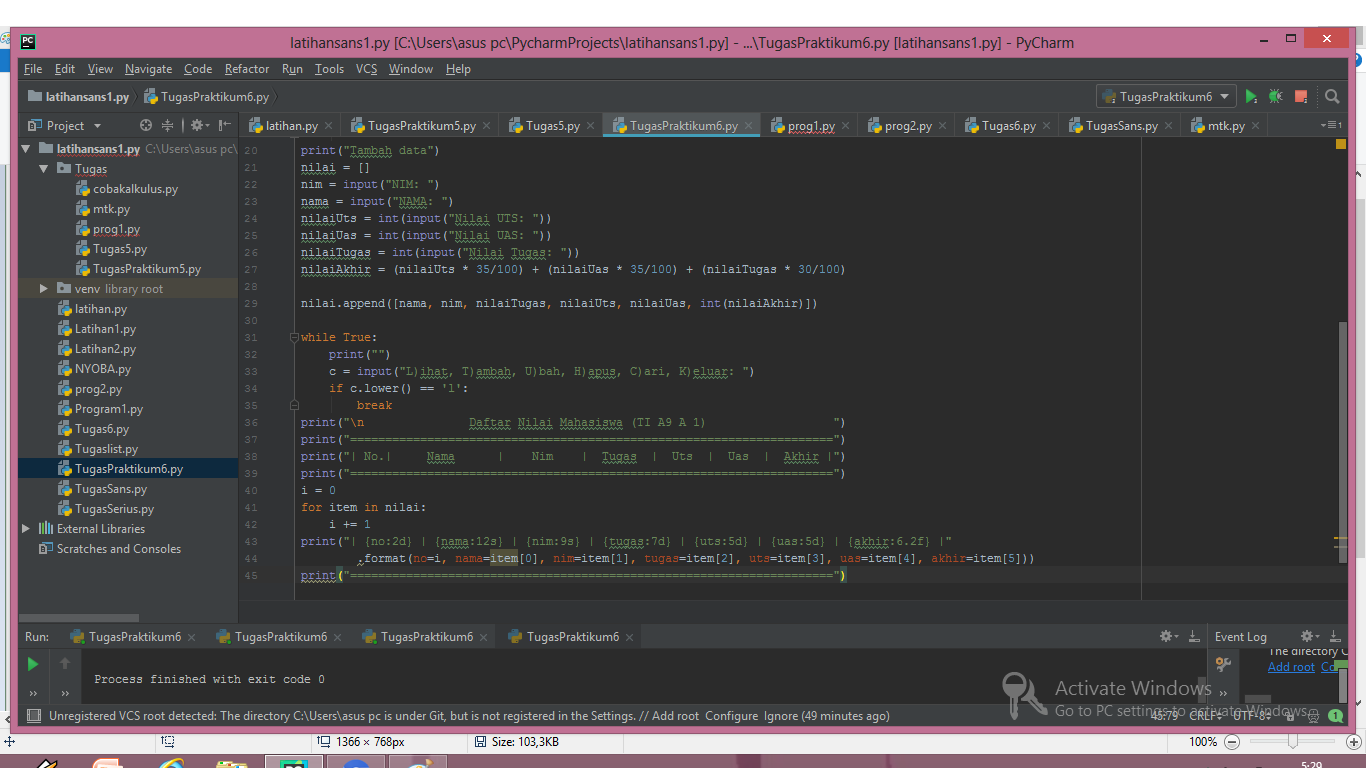 latihansans1.py [C:\Users\asus pc\PycharmProjects\latihansans1.py] - ...\TugasPraktikum6.py [latihansans1.py] - PyCharm
File Edit View Navigate Code Refactor Run Tools VCS Window Help
latihansans1.py TugasPraktikum6.py TugasPraktikum6
Project latihan.py TugasPraktikum5.py Tugas5.py TugasPraktikum6.py prog1.py prog2.py Tugas6.py TugasSans.py mtk.py
latihansans1.py C:\Users\asus pc\
Tugas
cobakalkulus.py
mtk.py
prog1.py
Tugas5.py
TugasPraktikum5.py
venv library root
latihan.py
Latihan1.py
Latihan2.py
NYOBA.py
prog2.py
Program1.py
Tugas6.py
Tugaslist.py
TugasPraktikum6.py
TugasSans.py
TugasSerius.py
External Libraries
Scratches and Consoles
20 print("Tambah data")
21 nilai = []
22 nim = input("NIM: ")
23 nama = input("NAMA: ")
24 nilaiUts = int(input("Nilai UTS: "))
25 nilaiUas = int(input("Nilai UAS: "))
26 nilaiTugas = int(input("Nilai Tugas: "))
27 nilaiAkhir = (nilaiUts * 35/100) + (nilaiUas * 35/100) + (nilaiTugas * 30/100)
28
29 nilai.append([nama, nim, nilaiTugas, nilaiUts, nilaiUas, int(nilaiAkhir)])
30
31 while True:
32 print("")
33 c = input("L)ihat, T)ambah, U)bah, H)apus, C)ari, K)eluar: ")
34 if c.lower() == 'l':
35 break
36 print("\n Daftar Nilai Mahasiswa (TI A9 A 1) ")
37 print("=====================================================================")
38 print("| No.| Nama | Nim | Tugas | Uts | Uas | Akhir |")
39 print("=====================================================================")
40 i = 0
41 for item in nilai:
42 i += 1
43 print("| {no:2d} | {nama:12s} | {nim:9s} | {tugas:7d} | {uts:5d} | {uas:5d} | {akhir:6.2f} |"
44 .format(no=i, nama=item[0], nim=item[1], tugas=item[2], uts=item[3], uas=item[4], akhir=item[5]))
45 print("=====================================================================")
Run: TugasPraktikum6 TugasPraktikum6 TugasPraktikum6 TugasPraktikum6 Event Log
The directory C
Add root Co
Process finished with exit code 0
Activate Windows
Go to PC settings to activate Windows.
Unregistered VCS root detected: The directory C:\Users\asus pc is under Git, but is not registered in the Settings. // Add root Configure Ignore (49 minutes ago) 45:79 CRLF UTF-8 1
1366 × 768px Size: 103,3KB 100%
5:29